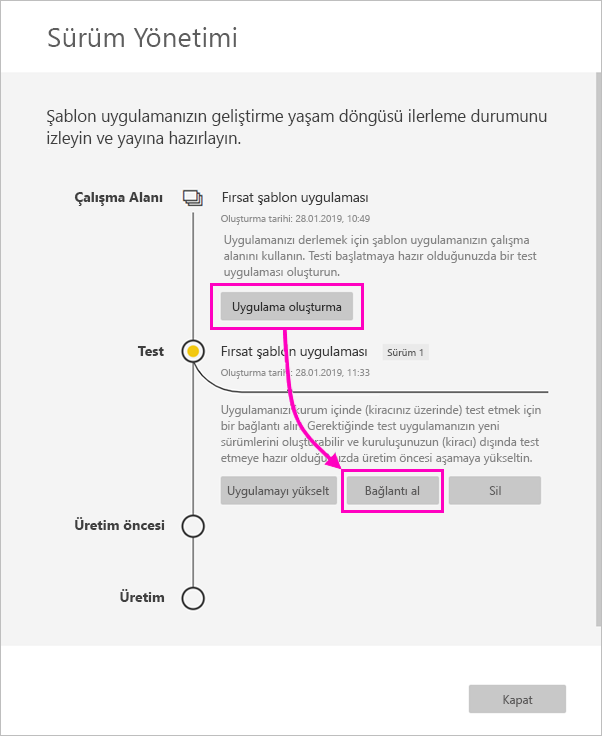 Sürüm Yönetimi
Şablon uygulamanızın geliştirme yaşam döngüsü ilerleme durumunu
izleyin ve yayına hazırlayın.
Çalışma Alanı
Fırsat şablon uygulaması
Oluşturma tarihi: 28.01.2019, 10:49
Uygulamanızı derlemek için şablon uygulamanızın çalışma
alanını kullanın. Testi başlatmaya hazır olduğunuzda bir test
uygulaması oluşturun.
Uygulama oluşturma
Test
Fırsat şablon uygulaması Sürüm 1
Oluşturma tarihi: 28.01.2019, 11:33
Uygulamanızı kurum içinde (kiracınız üzerinde) test etmek için
bir bağlantı alın. Gerektiğinde test uygulamanızın yeni
sürümlerini oluşturabilir ve kuruluşunuzun (kiracı) dışında test
etmeye hazır olduğunuzda üretim öncesi aşamaya yükseltin.
Uygulamayı yükselt Bağlantı al Sil
Üretim öncesi
Üretim
Kapat